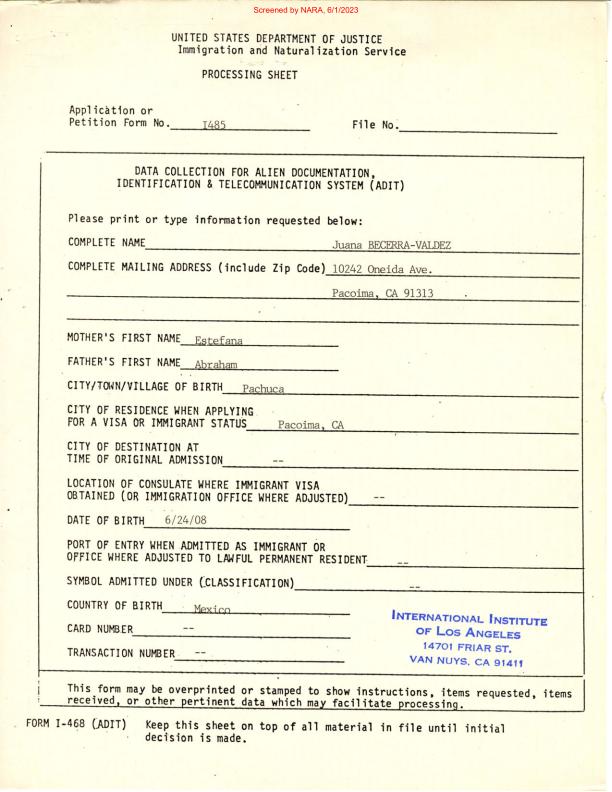 Screened by NARA, 6/1/2023
UNITED STATES DEPARTMENT OF JUSTICE
Immigration and Naturalization Service
PROCESSING SHEET
Application or
Petition Form No. I485 File No.
DATA COLLECTION FOR ALIEN DOCUMENTATION,
IDENTIFICATION & TELECOMMUNICATION SYSTEM (ADIT)
Please print or type information requested below:
COMPLETE NAME Juana BECERRA-VALDEZ
COMPLETE MAILING ADDRESS (include Zip Code) 10242 Oneida Ave.
Pacoima, CA 91313
MOTHER'S FIRST NAME Estefana
FATHER'S FIRST NAME Abraham
CITY/TOWN/VILLAGE OF BIRTH Pachuca
CITY OF RESIDENCE WHEN APPLYING
FOR A VISA OR IMMIGRANT STATUS Pacoima, CA
CITY OF DESTINATION AT
TIME OF ORIGINAL ADMISSION --
LOCATION OF CONSULATE WHERE IMMIGRANT VISA
OBTAINED (OR IMMIGRATION OFFICE WHERE ADJUSTED) --
DATE OF BIRTH 6/24/08
PORT OF ENTRY WHEN ADMITTED AS IMMIGRANT OR
OFFICE WHERE ADJUSTED TO LAWFUL PERMANENT RESIDENT --
SYMBOL ADMITTED UNDER (CLASSIFICATION) --
COUNTRY OF BIRTH Mexico
CARD NUMBER --
TRANSACTION NUMBER --
INTERNATIONAL INSTITUTE
OF LOS ANGELES
14701 FRIAR ST.
VAN NUYS, CA 91411
This form may be overprinted or stamped to show instructions, items requested, items
received, or other pertinent data which may facilitate processing.
FORM I-468 (ADIT) Keep this sheet on top of all material in file until initial
decision is made.